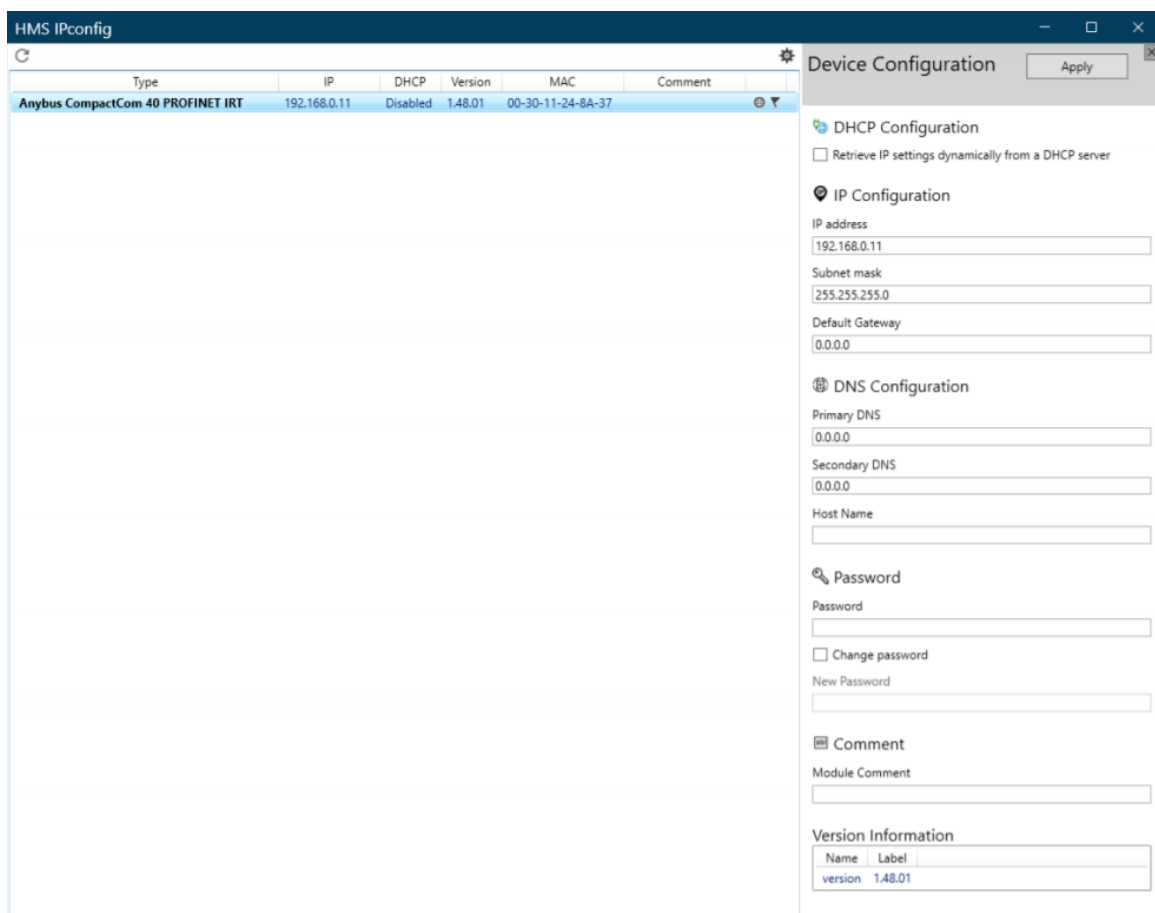 HMS IPconfig
Device Configuration
Apply
Type IP DHCP Version MAC Comment
Anybus CompactCom 40 PROFINET IRT 192.168.0.11 Disabled 1.48.01 00-30-11-24-8A-37
DHCP Configuration
Retrieve IP settings dynamically from a DHCP server
IP Configuration
IP address
192.168.0.11
Subnet mask
255.255.255.0
Default Gateway
0.0.0.0
DNS Configuration
Primary DNS
0.0.0.0
Secondary DNS
0.0.0.0
Host Name
Password
Password
Change password
New Password
Comment
Module Comment
Version Information
Name Label
version 1.48.01